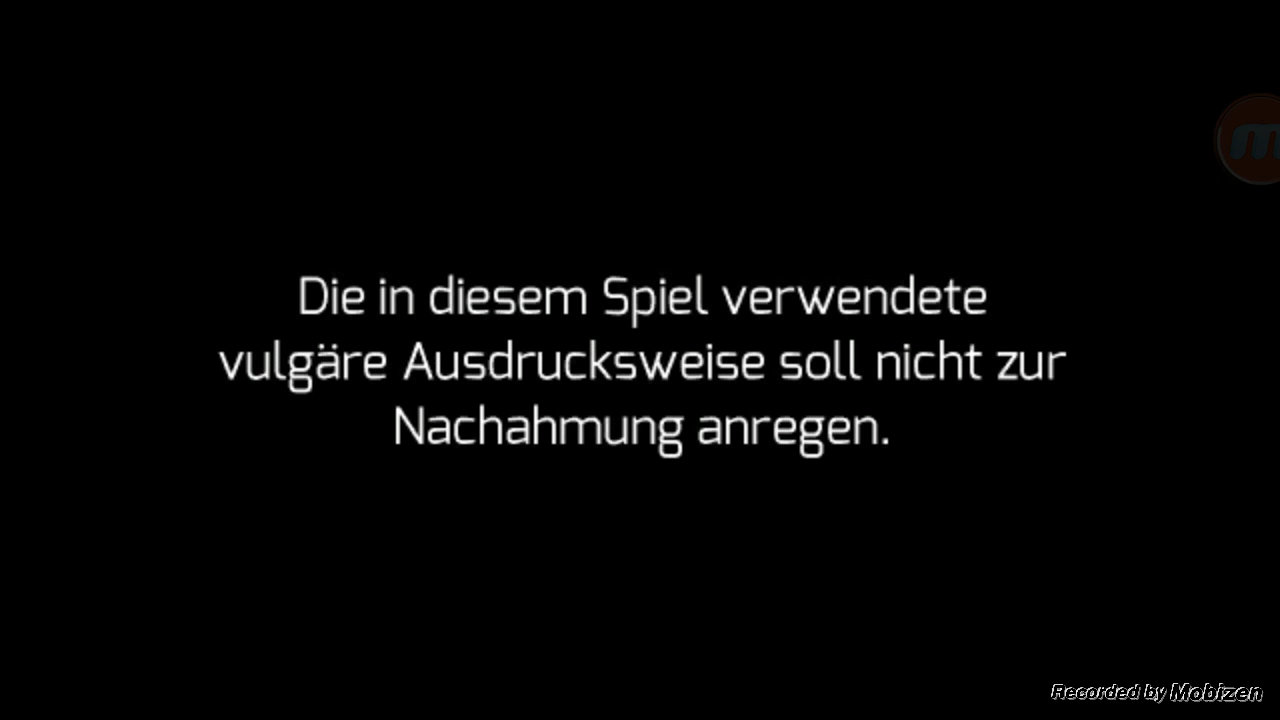 Die in diesem Spiel verwendete
vulgäre Ausdrucksweise soll nicht zur
Nachahmung anregen.
Recorded by Mobizen